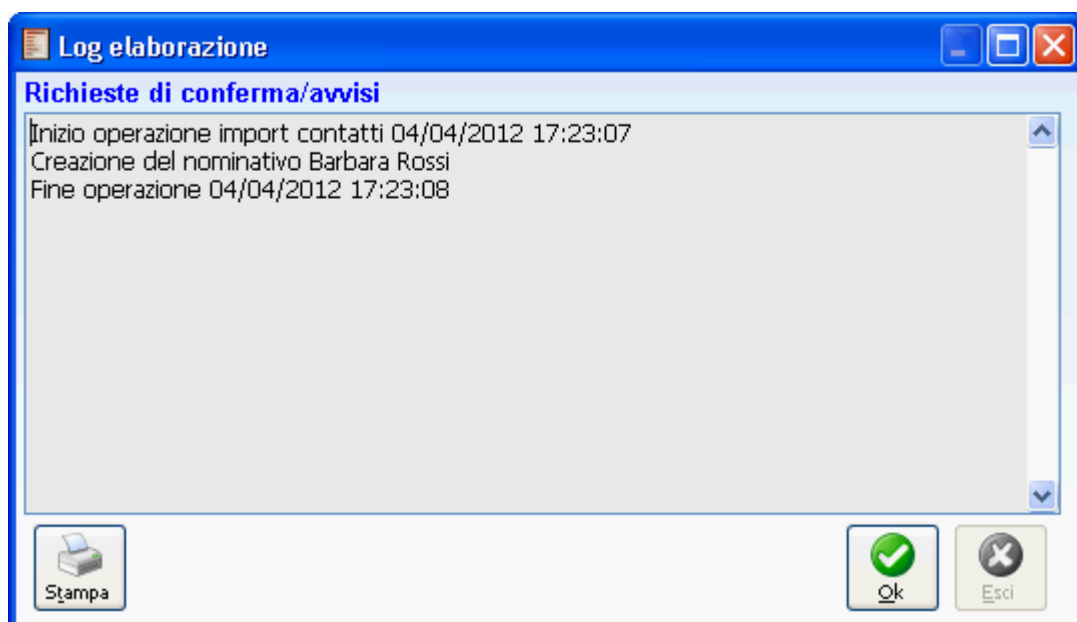 Log elaborazione
Richieste di conferma/avvisi
Inizio operazione import contatti 04/04/2012 17:23:07
Creazione del nominativo Barbara Rossi
Fine operazione 04/04/2012 17:23:08
Stampa
Ok
Esci